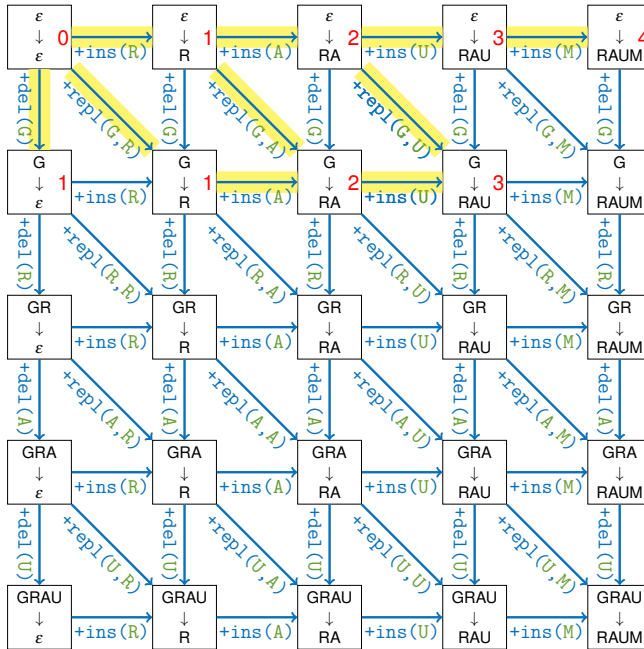 ε ε ε ε ε
↓ 0 ↓ 1 ↓ 2 ↓ 3 ↓ 4
ε +ins(R) R +ins(A) RA +ins(U) RAU +ins(M) RAUM
+del(G) +repl(G,R) +del(G) +repl(G,A) +del(G) +repl(G,U) +del(G) +repl(G,M) +del(G)
G G G G G
↓ 1 ↓ 1 ↓ 2 ↓ 3 ↓
ε +ins(R) R +ins(A) RA +ins(U) RAU +ins(M) RAUM
+del(R) +repl(R,R) +del(R) +repl(R,A) +del(R) +repl(R,U) +del(R) +repl(R,M) +del(R)
GR GR GR GR GR
↓ ↓ ↓ ↓ ↓
ε +ins(R) R +ins(A) RA +ins(U) RAU +ins(M) RAUM
+del(A) +repl(A,R) +del(A) +repl(A,A) +del(A) +repl(A,U) +del(A) +repl(A,M) +del(A)
GRA GRA GRA GRA GRA
↓ ↓ ↓ ↓ ↓
ε +ins(R) R +ins(A) RA +ins(U) RAU +ins(M) RAUM
+del(U) +repl(U,R) +del(U) +repl(U,A) +del(U) +repl(U,U) +del(U) +repl(U,M) +del(U)
GRAU GRAU GRAU GRAU GRAU
↓ ↓ ↓ ↓ ↓
ε +ins(R) R +ins(A) RA +ins(U) RAU +ins(M) RAUM